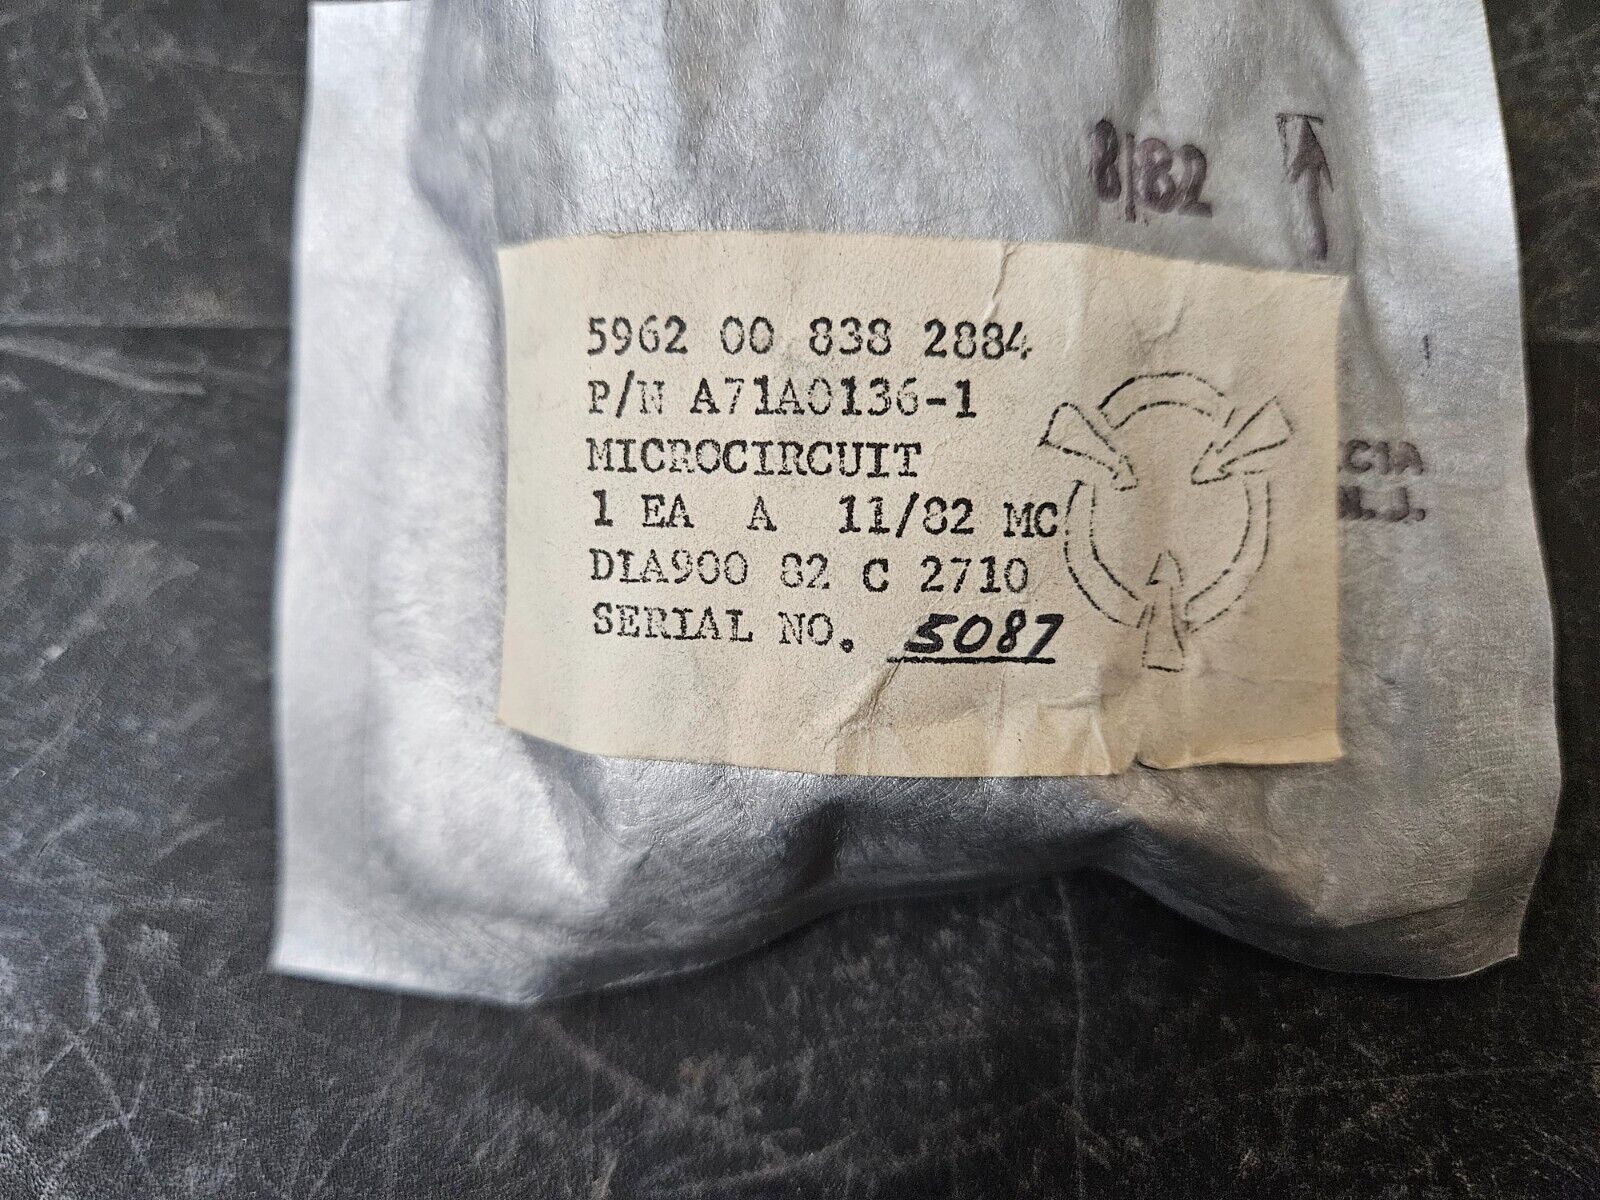 8/82
5962 00 838 2884
P/N A71A0136-1
MICROCIRCUIT
1 EA A 11/82 MC
DLA900 82 C 2710
SERIAL NO. 5087
N.J.